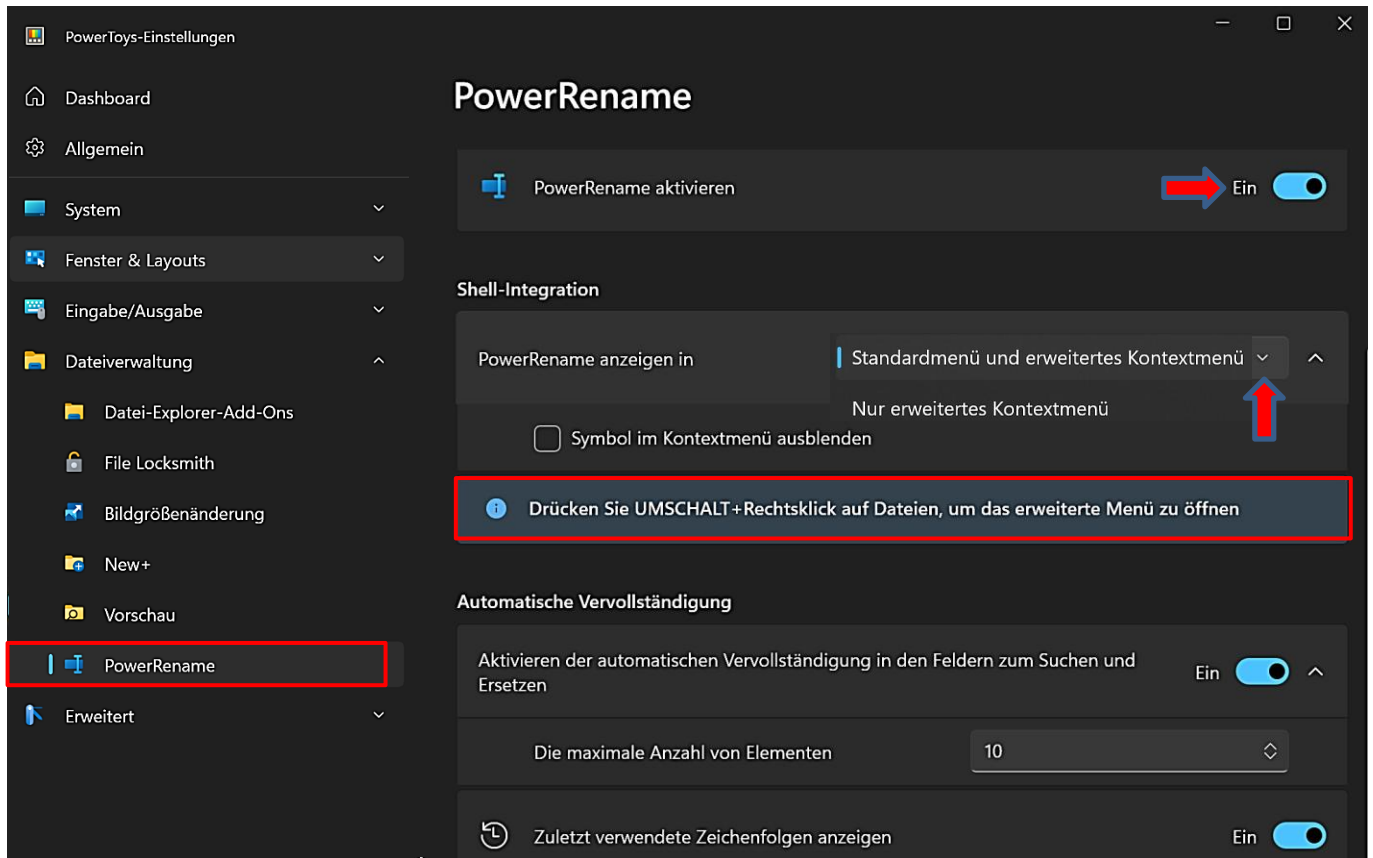 PowerToys-Einstellungen
Dashboard
Allgemein
System
Fenster & Layouts
Eingabe/Ausgabe
Dateiverwaltung
Datei-Explorer-Add-Ons
File Locksmith
Bildgrößenänderung
New+
Vorschau
PowerRename
Erweitert
PowerRename
PowerRename aktivieren
Ein
Shell-Integration
PowerRename anzeigen in
Standardmenü und erweitertes Kontextmenü
Nur erweitertes Kontextmenü
Symbol im Kontextmenü ausblenden
Drücken Sie UMSCHALT+Rechtsklick auf Dateien, um das erweiterte Menü zu öffnen
Automatische Vervollständigung
Aktivieren der automatischen Vervollständigung in den Feldern zum Suchen und
Ersetzen
Ein
Die maximale Anzahl von Elementen
10
Zuletzt verwendete Zeichenfolgen anzeigen
Ein